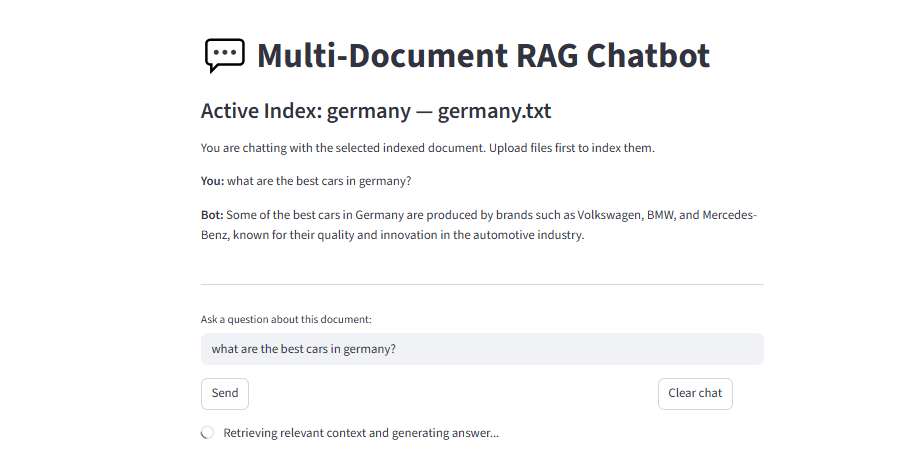 Multi-Document RAG Chatbot
Active Index: germany — germany.txt
You are chatting with the selected indexed document. Upload files first to index them.
You: what are the best cars in germany?
Bot: Some of the best cars in Germany are produced by brands such as Volkswagen, BMW, and Mercedes-
Benz, known for their quality and innovation in the automotive industry.
Ask a question about this document:
what are the best cars in germany?
Send
Clear chat
Retrieving relevant context and generating answer...